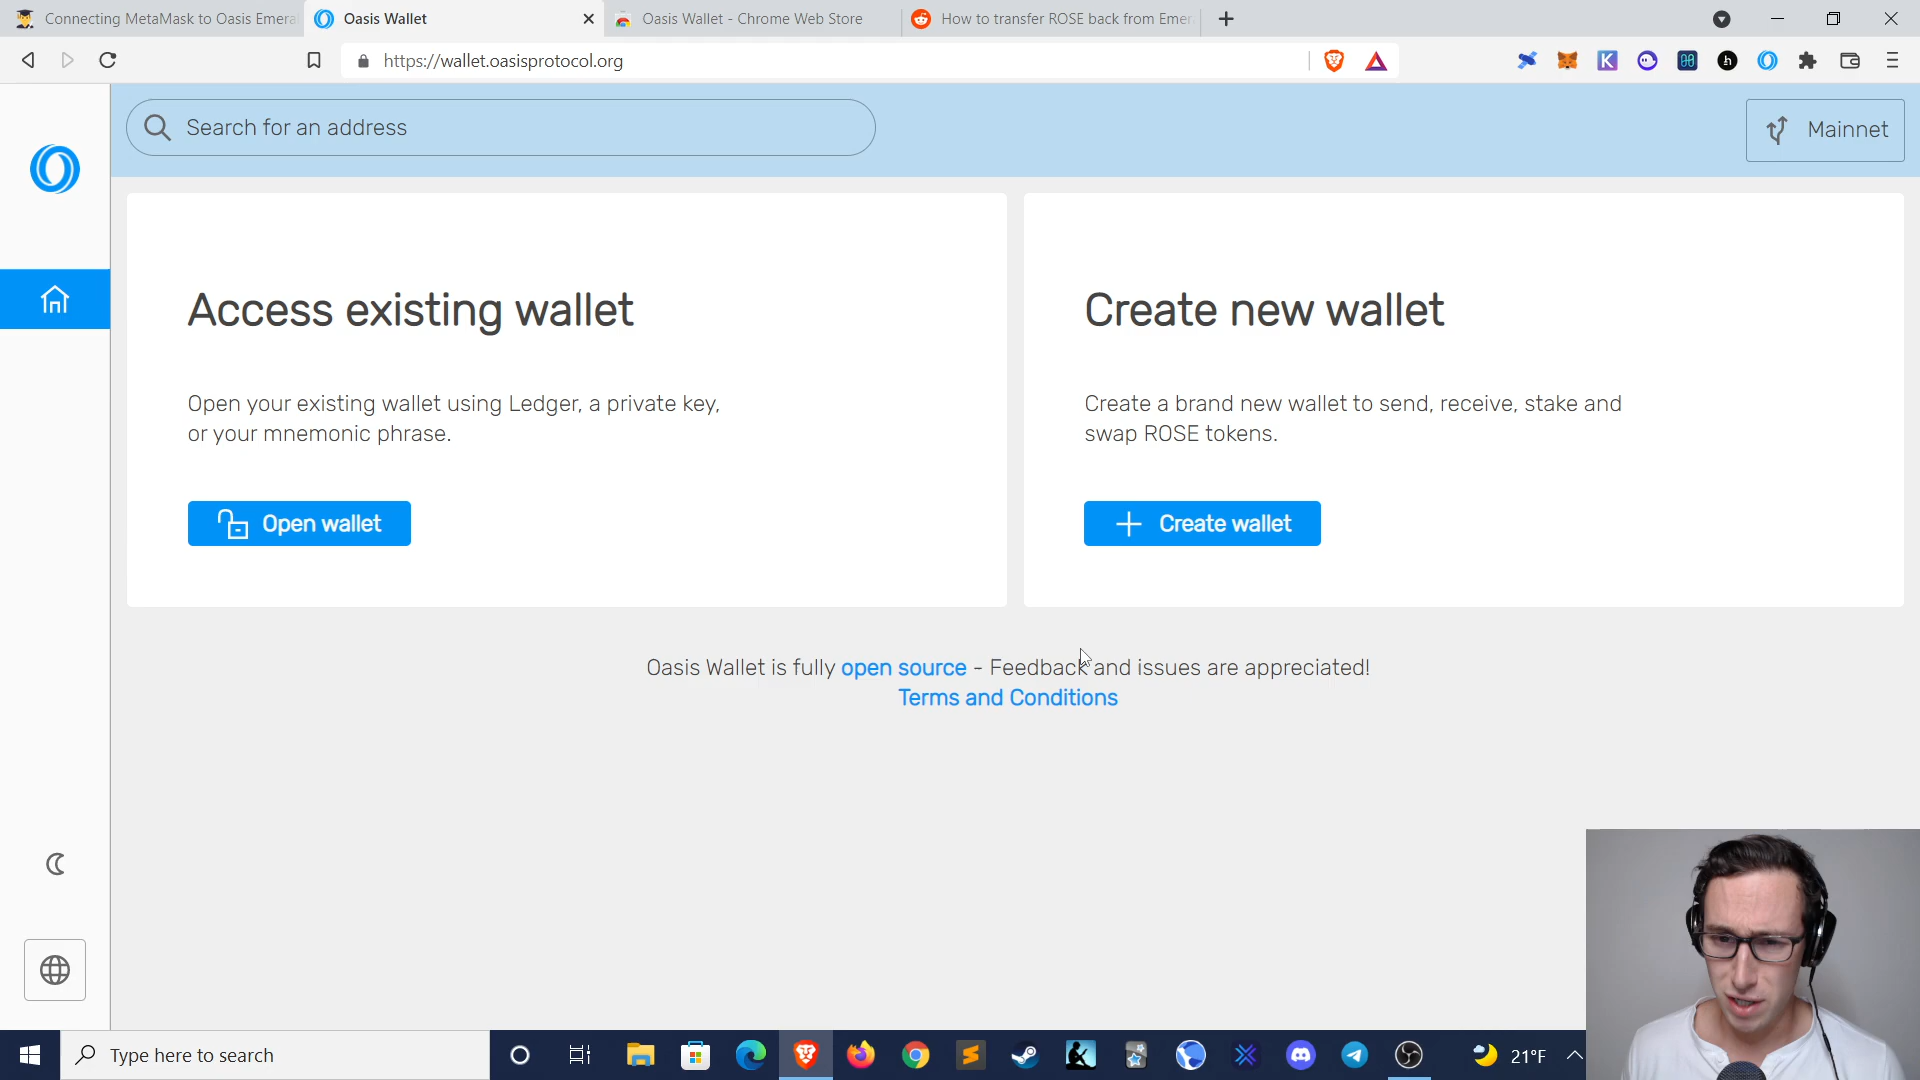 Connecting MetaMask to Oasis Emera
Oasis Wallet
Oasis Wallet - Chrome Web Store
How to transfer ROSE back from Emer
https://wallet.oasisprotocol.org
Search for an address
Mainnet
Access existing wallet
Open your existing wallet using Ledger, a private key,
or your mnemonic phrase.
Open wallet
Create new wallet
Create a brand new wallet to send, receive, stake and
swap ROSE tokens.
Create wallet
Oasis Wallet is fully open source - Feedback and issues are appreciated!
Terms and Conditions
Type here to search
21°F